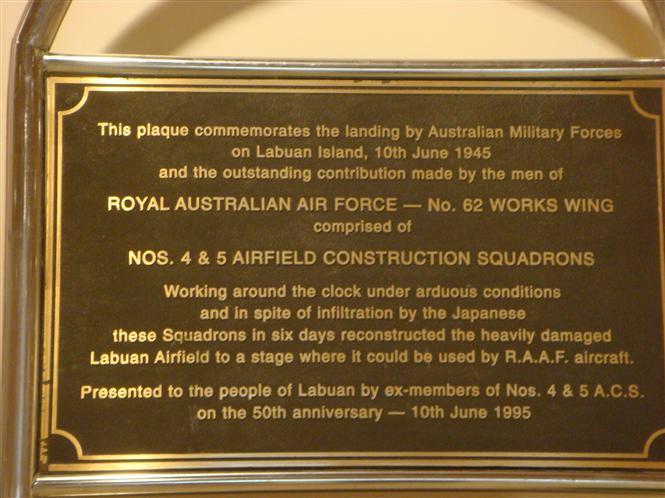 This plaque commemorates the landing by Australian Military Forces
on Labuan Island, 10th June 1945
and the outstanding contribution made by the men of
ROYAL AUSTRALIAN AIR FORCE — No. 62 WORKS WING
comprised of
NOS. 4 & 5 AIRFIELD CONSTRUCTION SQUADRONS
Working around the clock under arduous conditions
and in spite of infiltration by the Japanese
these Squadrons in six days reconstructed the heavily damaged
Labuan Airfield to a stage where it could be used by R.A.A.F. aircraft.
Presented to the people of Labuan by ex-members of Nos. 4 & 5 A.C.S.
on the 50th anniversary — 10th June 1995